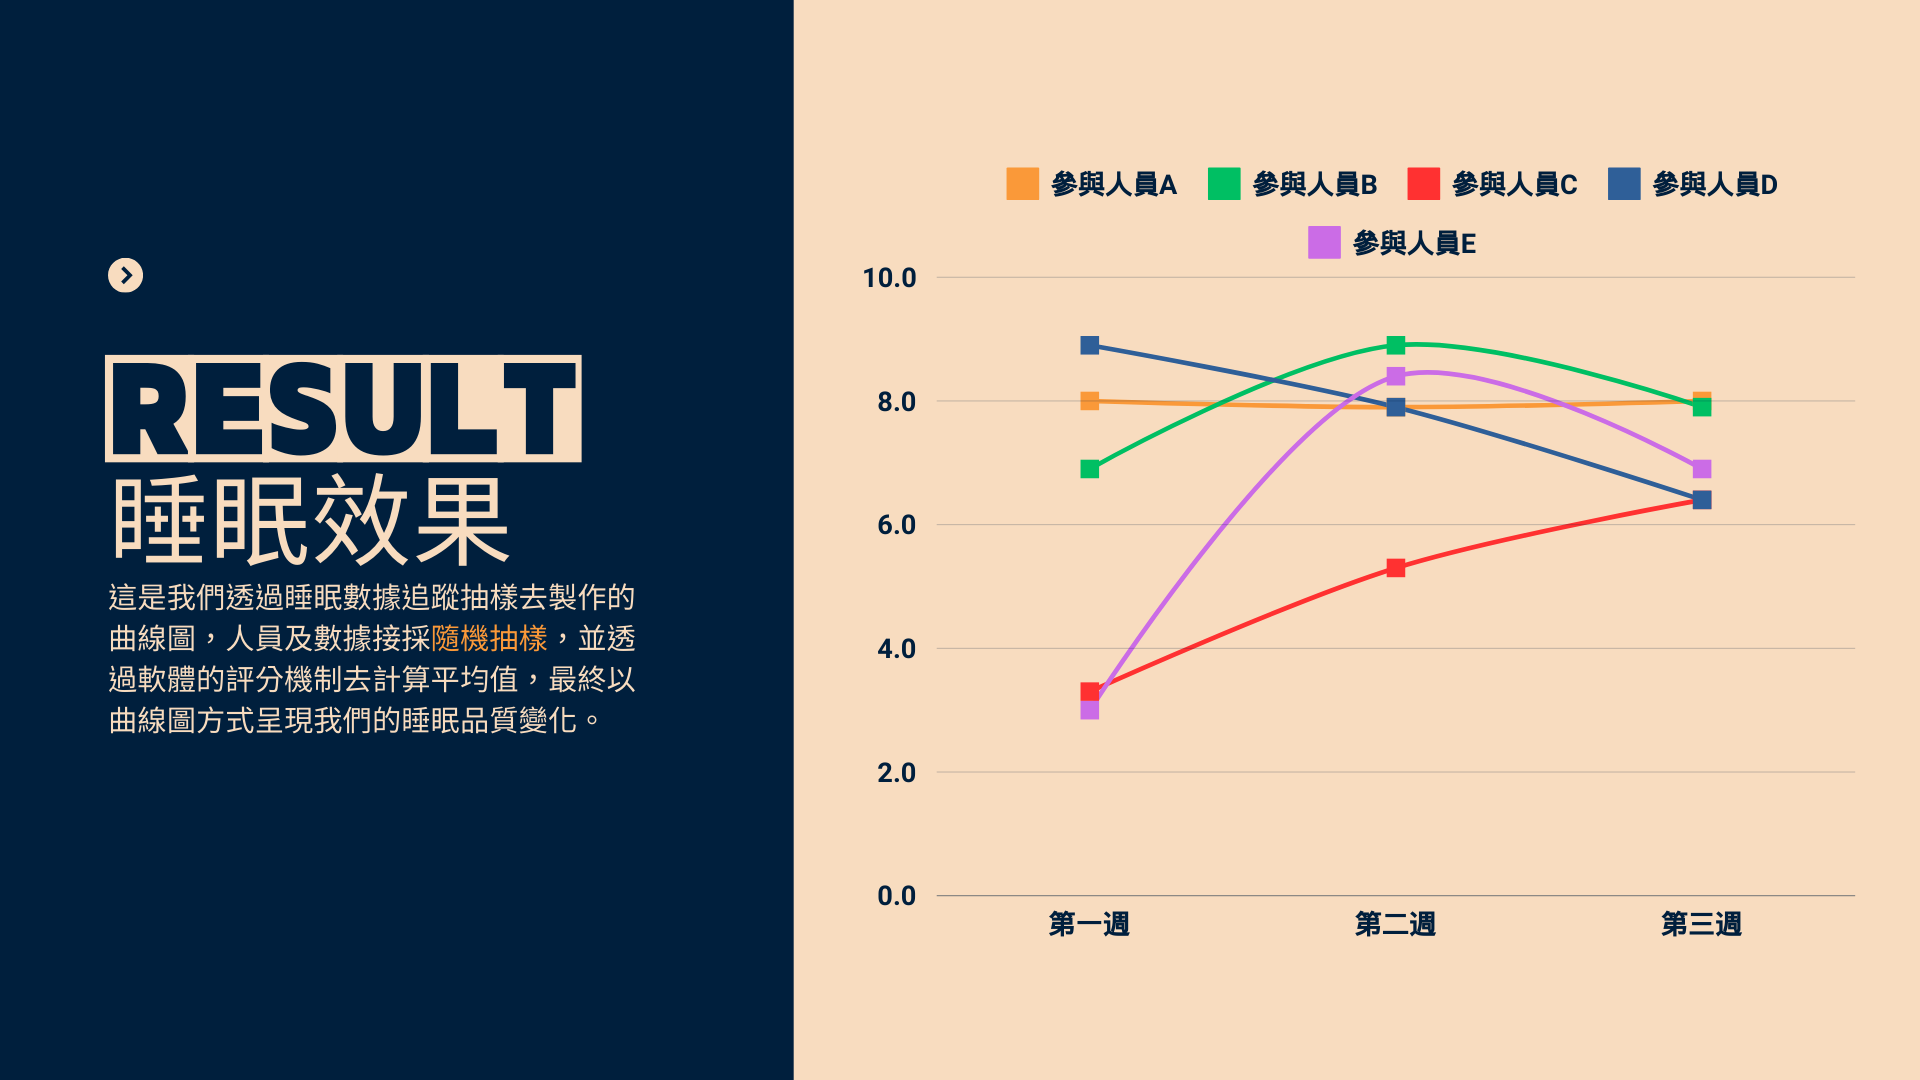 RESULT
睡眠效果
這是我們透過睡眠數據追蹤抽樣去製作的
曲線圖，人員及數據接採隨機抽樣，並透
過軟體的評分機制去計算平均值，最終以
曲線圖方式呈現我們的睡眠品質變化。
參與人員A 參與人員B 參與人員C 參與人員D
參與人員E
10.0
8.0
6.0
4.0
2.0
0.0
第一週 第二週 第三週